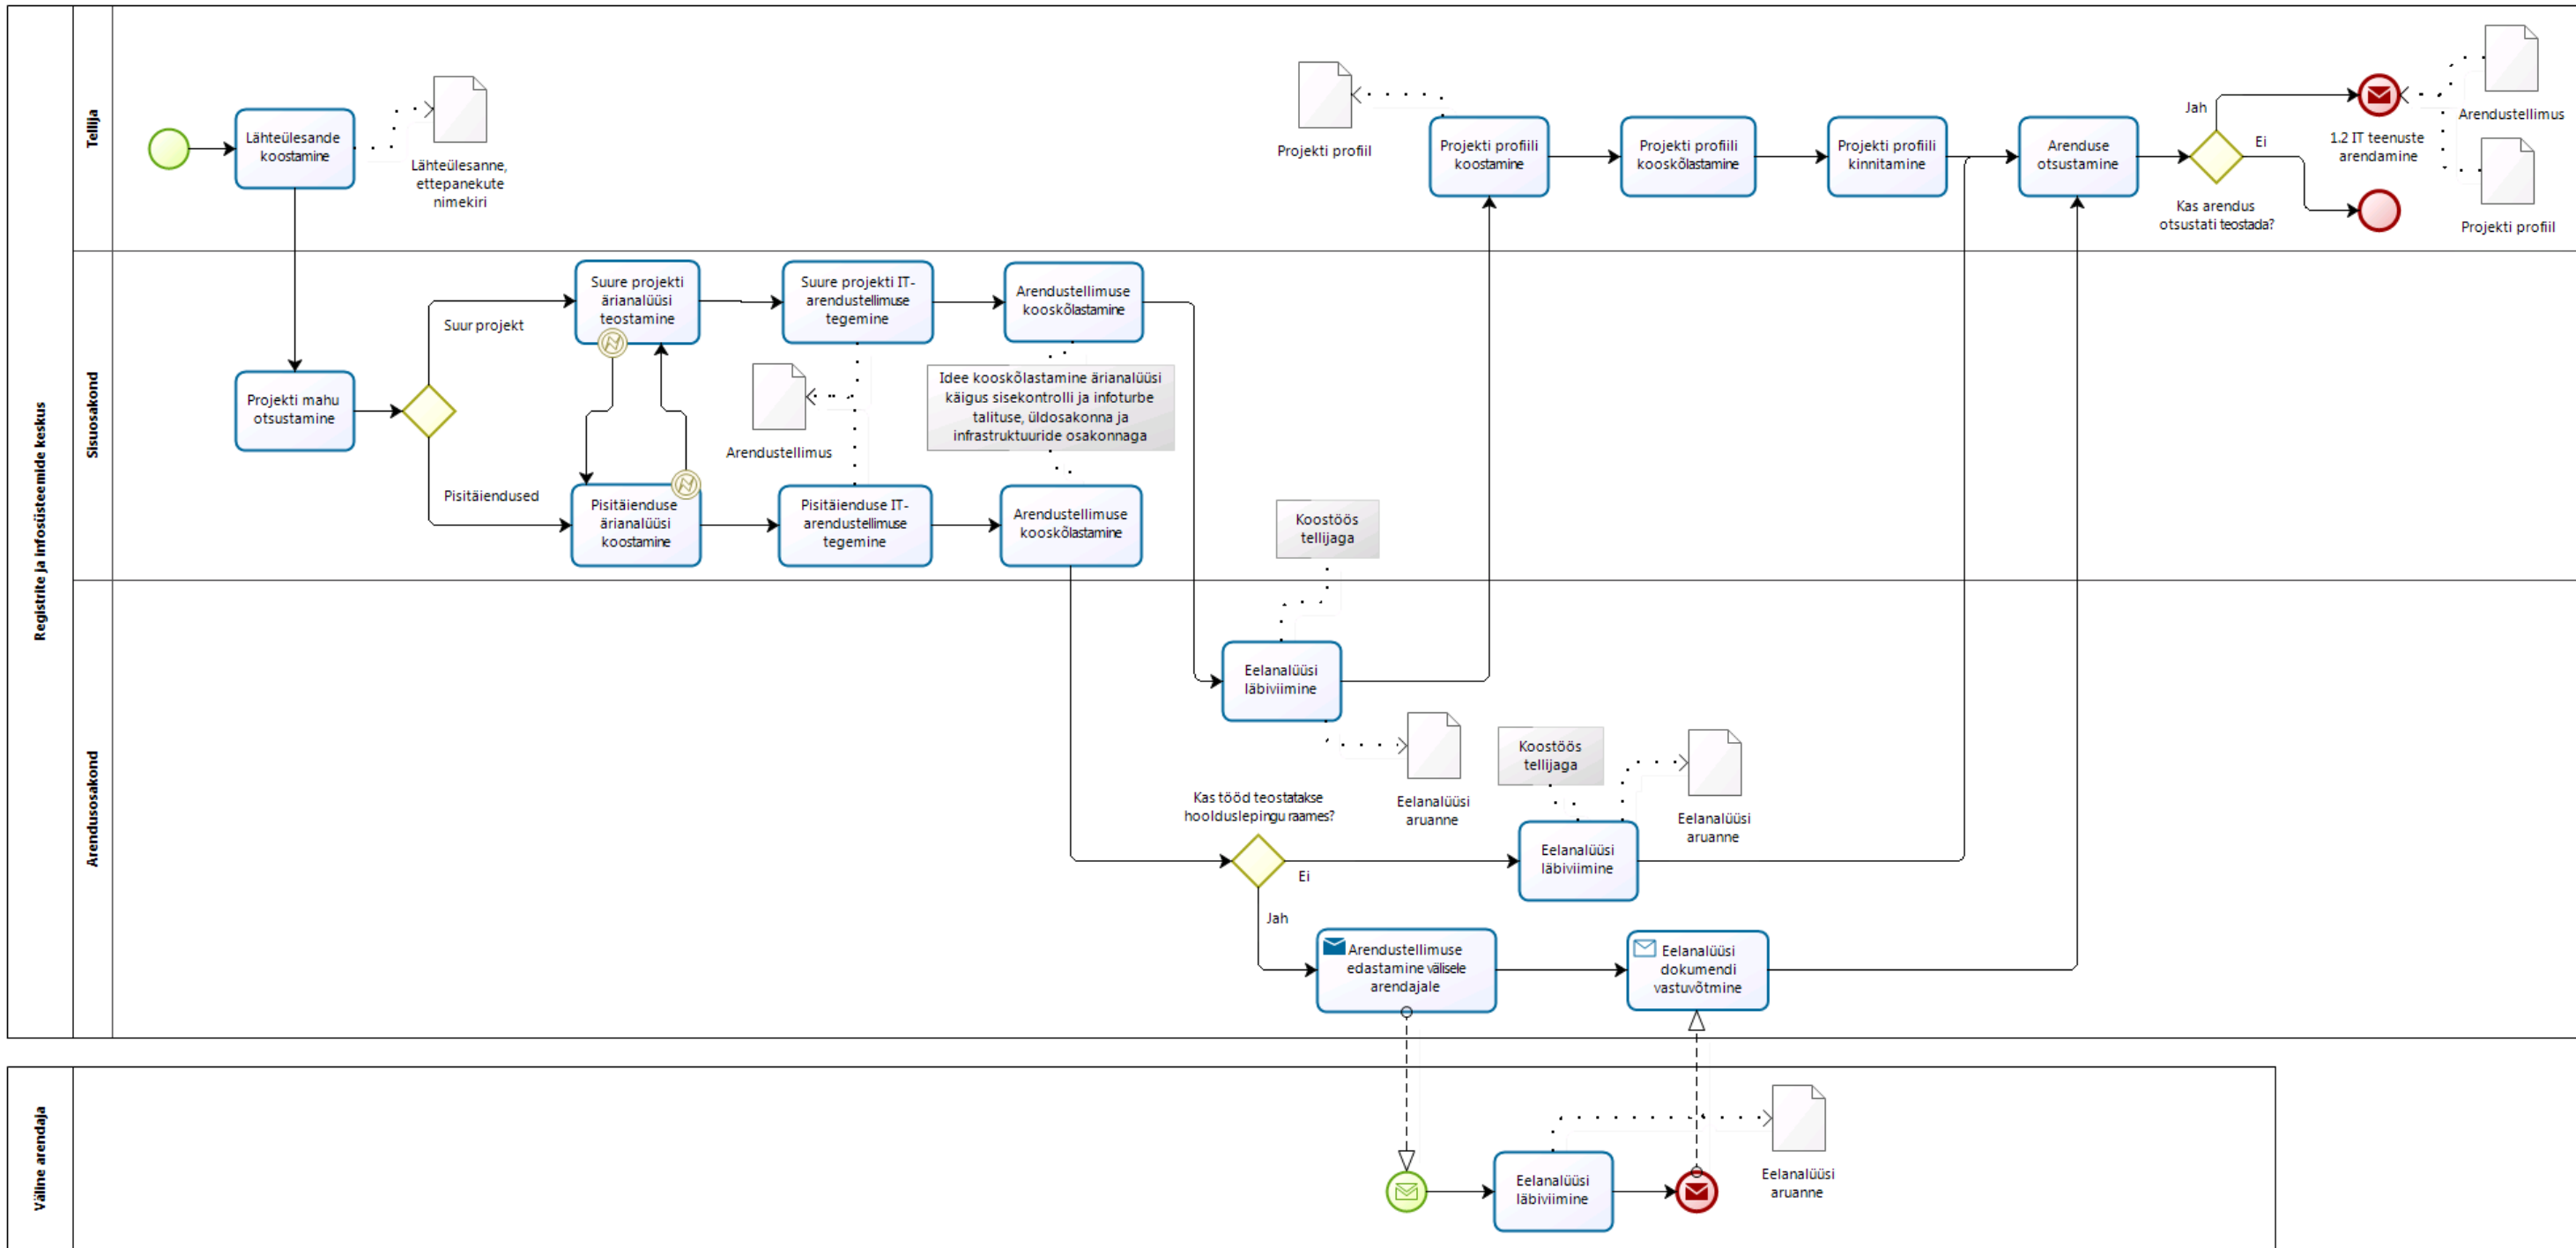 Registrite ja infosüsteemide keskus
Tellija
Lähteülesande
koostamine
Lähteülesanne,
ettepanekute
nimekiri
Projekti profiil
Projekti profiili
koostamine
Projekti profiili
kooskõlastamine
Projekti profiili
kinnitamine
Arenduse
otsustamine
Jah
Ei
Kas arendus
otsustati teostada?
1.2 IT teenuste
arendamine
Arendustellimus
Projekti profiil
Sisuosakond
Projekti mahu
otsustamine
Suur projekt
Pisitäiendused
Suure projekti
ärianalüüsi
teostamine
Suure projekti IT-
arendustellimuse
tegemine
Arendustellimuse
kooskõlastamine
Arendustellimus
Idee kooskõlastamine ärianalüüsi
käigus sisekontrolli ja infoturbe
talituse, üldosakonna ja
infrastruktuuride osakonnaga
Pisitäienduse
ärianalüüsi
koostamine
Pisitäienduse IT-
arendustellimuse
tegemine
Arendustellimuse
kooskõlastamine
Arendusosakond
Koostöös
tellijaga
Eelanalüüsi
läbiviimine
Eelanalüüsi
aruanne
Kas tööd teostatakse
hoolduslepingu raames?
Ei
Jah
Koostöös
tellijaga
Eelanalüüsi
läbiviimine
Eelanalüüsi
aruanne
Arendustellimuse
edastamine välisele
arendajale
Eelanalüüsi
dokumendi
vastuvõtmine
Väline arendaja
Eelanalüüsi
läbiviimine
Eelanalüüsi
aruanne